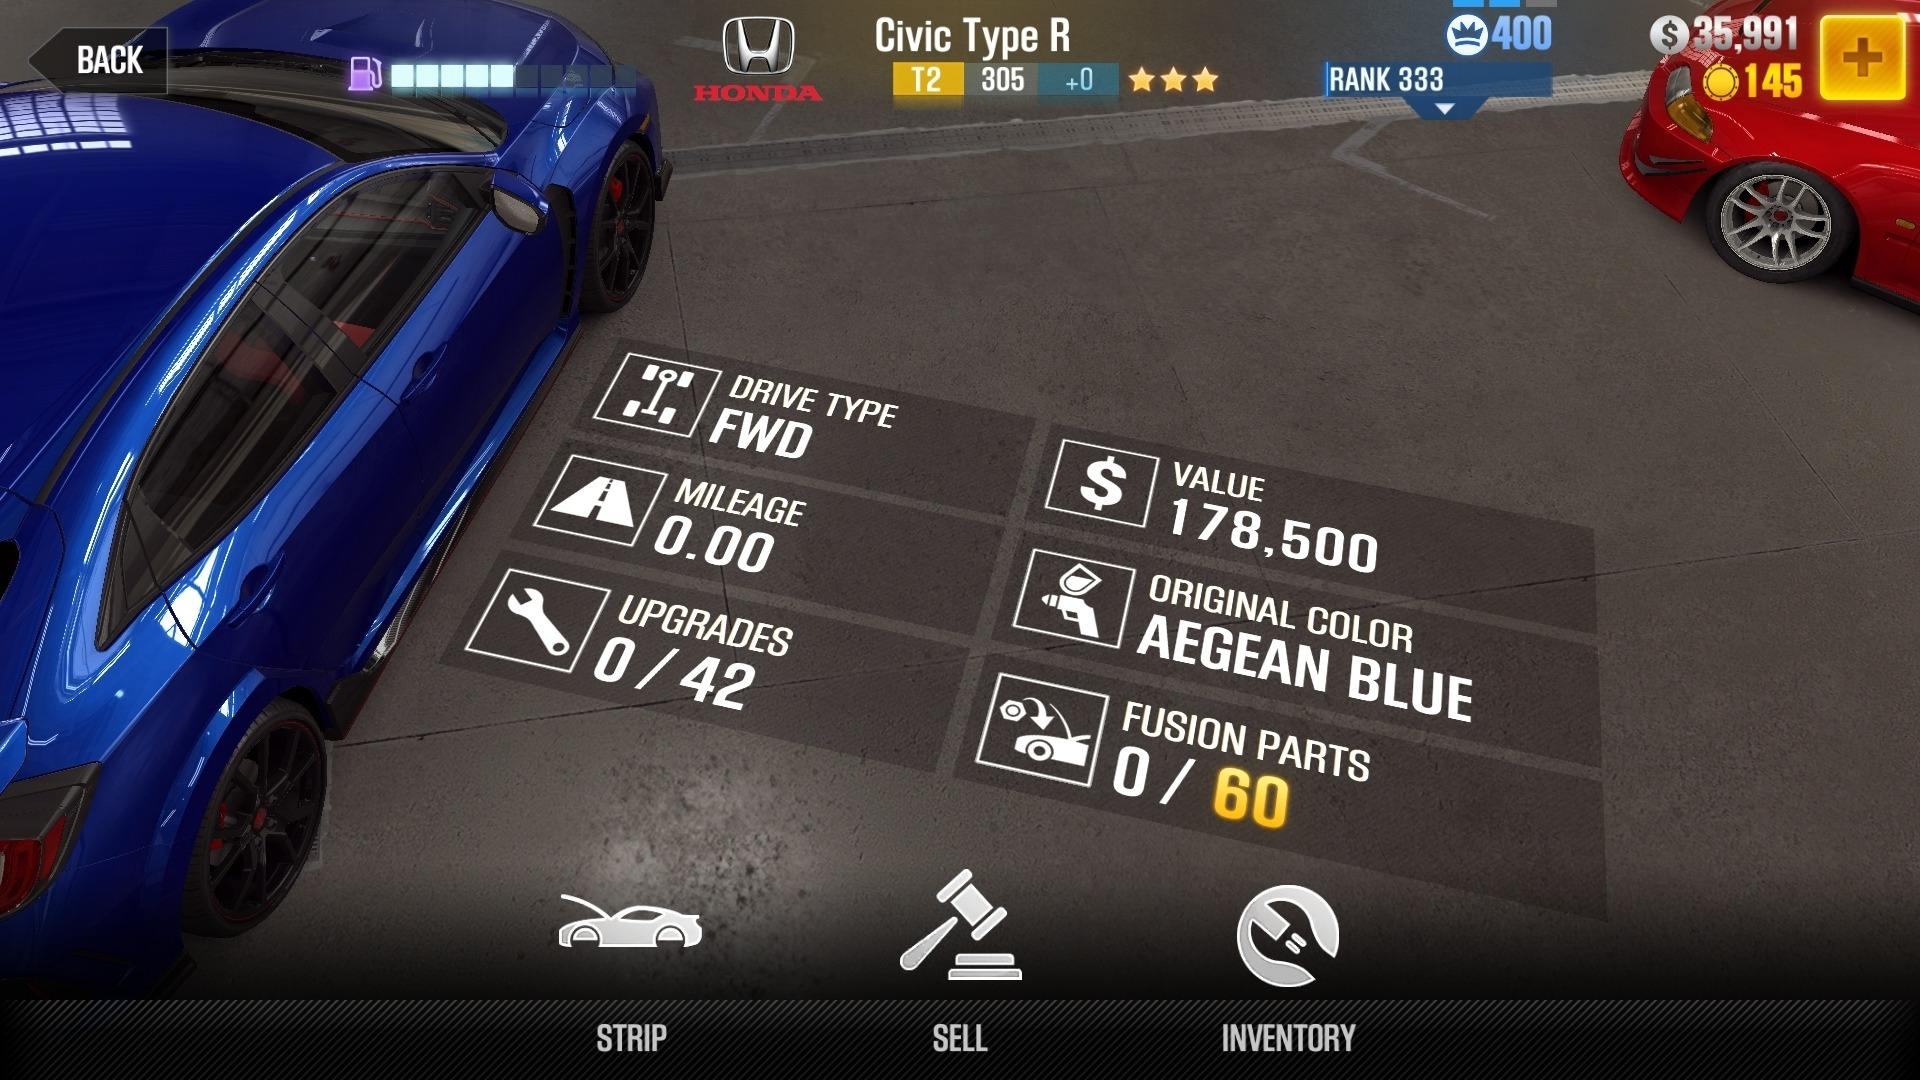 BACK
HONDA
Civic Type R
T2 305 +0
400
RANK 333
$ 35,991
145
DRIVE TYPE
FWD
MILEAGE
0.00
UPGRADES
0 / 42
$ VALUE
178,500
ORIGINAL COLOR
AEGEAN BLUE
FUSION PARTS
0 / 60
STRIP
SELL
INVENTORY